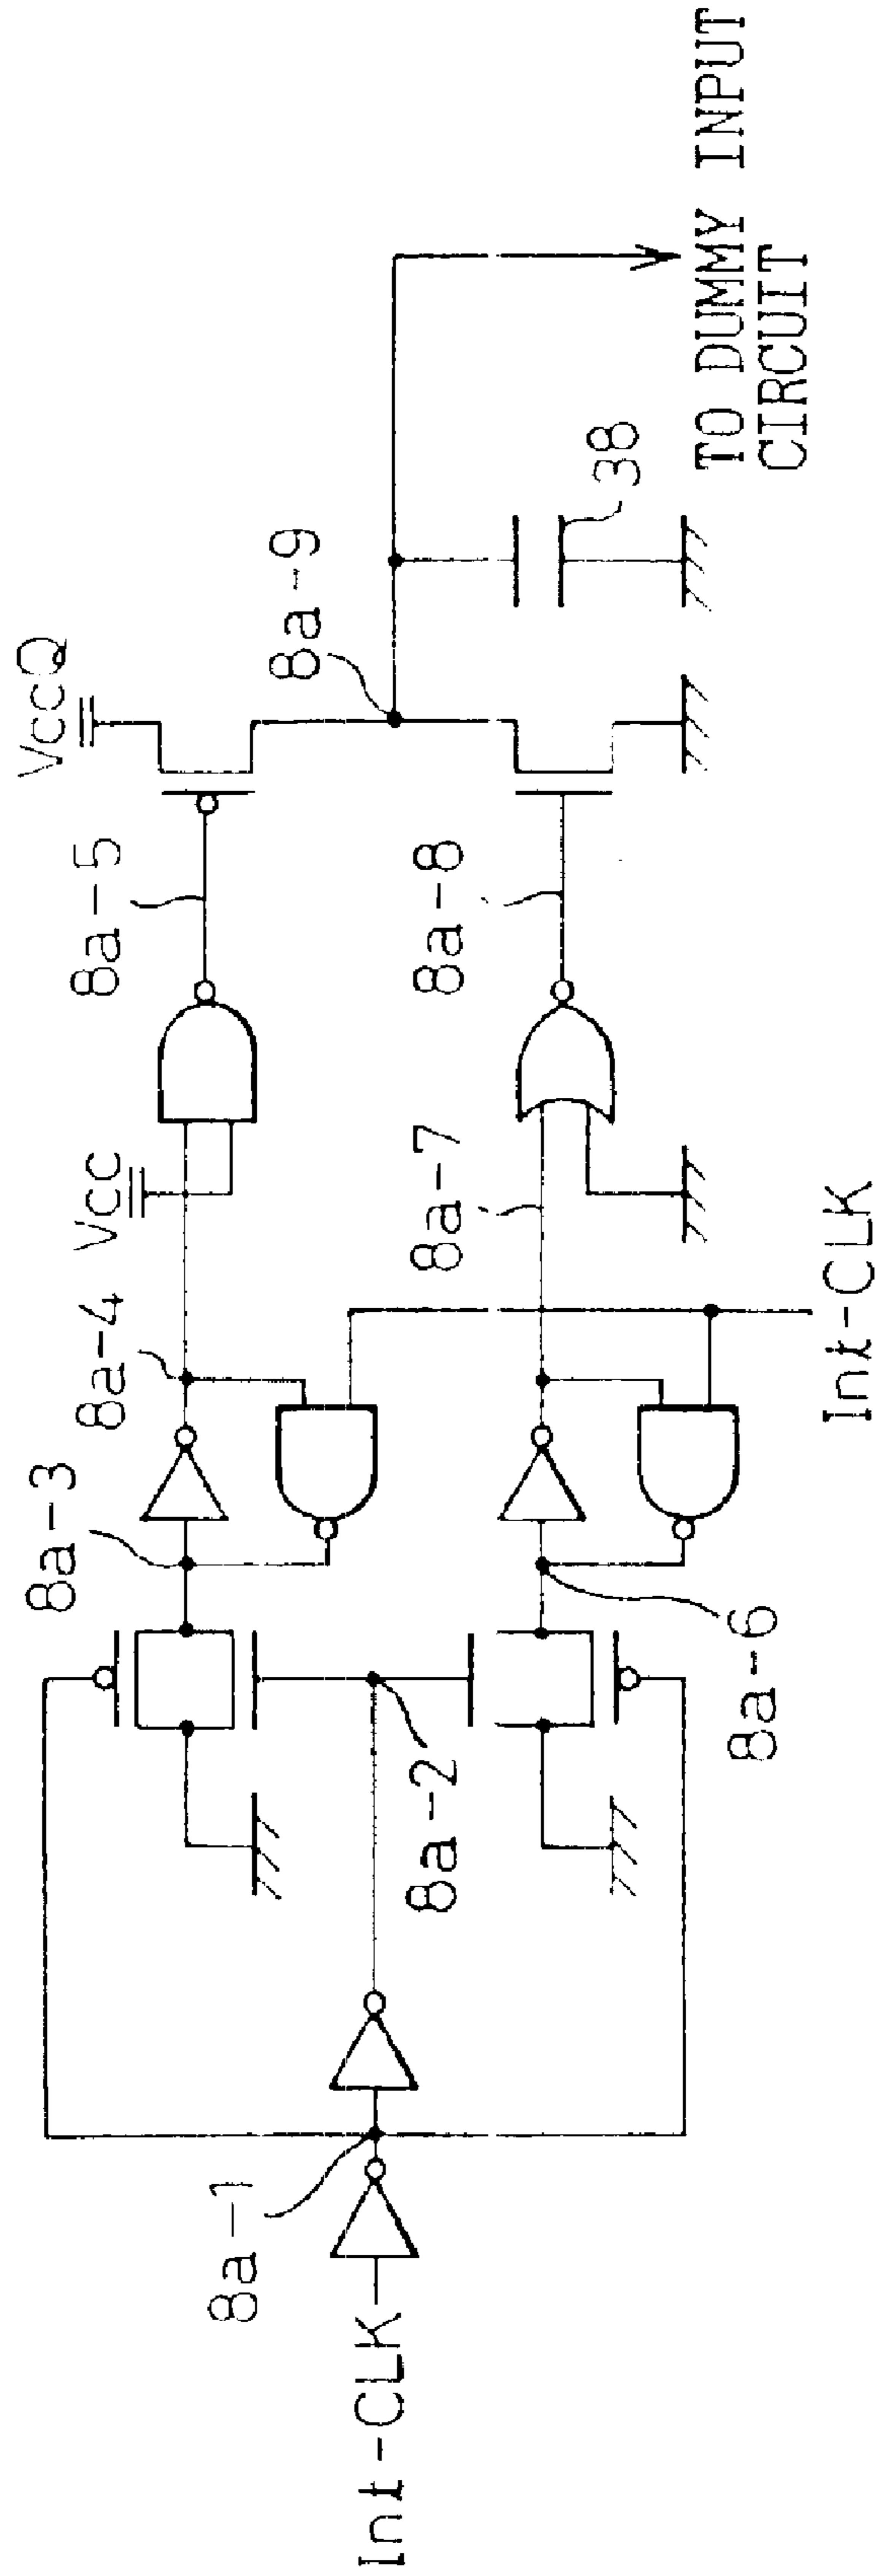 VccQ
8a-5
8a-9
Vcc
8a-4
8a-3
38
8a-8
8a-7
TO DUMMY INPUT
CIRCUIT
8a-1
Int-CLK
8a-2
8a-6
Int-CLK